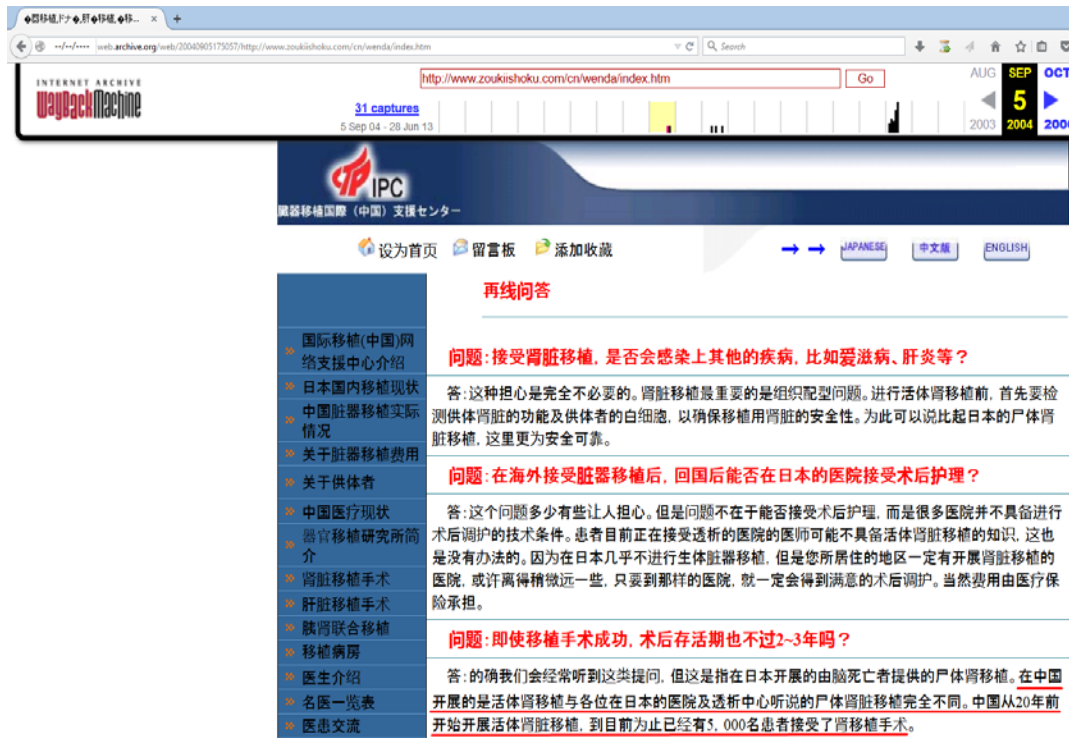 �器移植,ドナ�,肝�移植,�移... × +
--/--/---- web.archive.org/web/20040905175057/http://www.zoukiishoku.com/cn/wenda/index.htm Search
INTERNET ARCHIVE
WayBackMachine
http://www.zoukiishoku.com/cn/wenda/index.htm Go
31 captures
5 Sep 04 - 28 Jun 13
AUG SEP OCT
5
2003 2004
IPC
臓器移植国際(中国)支援センター
设为首页 留言板 添加收藏 JAPANESE 中文版 ENGLISH
再线问答
国际移植(中国)网
络支援中心介绍
日本国内移植现状
中国脏器移植实际
情况
关于脏器移植费用
关于供体者
中国医疗现状
器官移植研究所简
介
肾脏移植手术
肝脏移植手术
胰肾联合移植
移植病房
医生介绍
名医一览表
医患交流
问题:接受腎脏移植, 是否会感染上其他的疾病, 比如爱滋病、肝炎等?
答:这种担心是完全不必要的。肾脏移植最重要的是组织配型问题。进行活体肾移植前, 首先要检
测供体肾脏的功能及供体者的白细胞, 以确保移植用肾脏的安全性。为此可以说比起日本的尸体肾
脏移植, 这里更为安全可靠。
问题:在海外接受脏器移植后, 回国后能否在日本的医院接受术后护理?
答:这个问题多少有些让人担心。但是问题不在于能否接受术后护理, 而是很多医院并不具备进行
术后调护的技术条件。患者目前正在接受透析的医院的医师可能不具备活体肾脏移植的知识, 这也
是没有办法的。因为在日本几乎不进行生体脏器移植, 但是您所居住的地区一定有开展肾脏移植的
医院, 或许离得稍微远一些, 只要到那样的医院, 就一定会得到满意的术后调护。当然费用由医疗保
险承担。
问题:即使移植手术成功, 术后存活期也不过2~3年吗?
答:的确我们会经常听到这类提问, 但这是指在日本开展的由脑死亡者提供的尸体肾移植。在中国
开展的是活体肾移植与各位在日本的医院及透析中心听说的尸体肾脏移植完全不同。中国从20年前
开始开展活体肾脏移植, 到目前为止已经有5, 000名患者接受了肾移植手术。